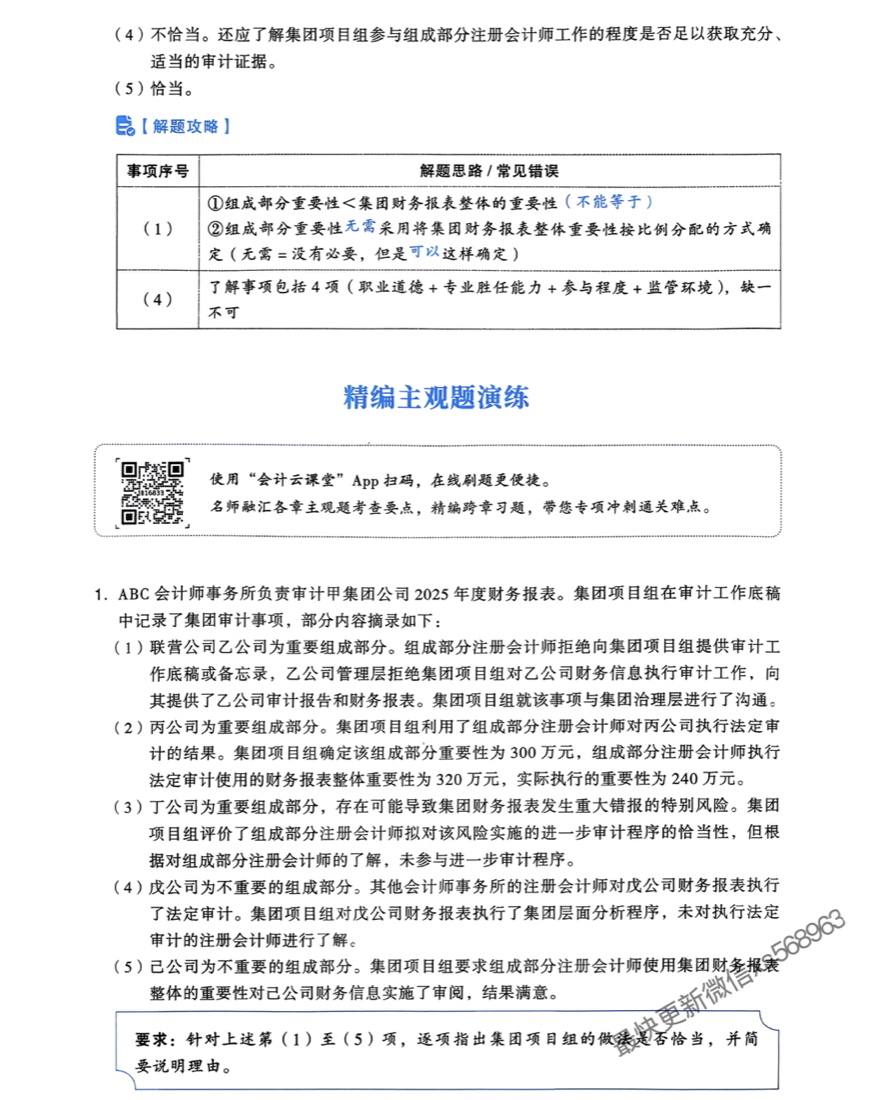 （4）不恰当。还应了解集团项目组参与组成部分注册会计师工作的程度是否足以获取充分、
适当的审计证据。
（5）恰当。
【解题攻略】
事项序号 解题思路 / 常见错误
（1） ①组成部分重要性＜集团财务报表整体的重要性（不能等于）
②组成部分重要性无需采用将集团财务报表整体重要性按比例分配的方式确
定（无需 = 没有必要，但是可以这样确定）
（4） 了解事项包括 4 项（职业道德 + 专业胜任能力 + 参与程度 + 监管环境），缺一
不可
精编主观题演练
使用“会计云课堂”App 扫码，在线刷题更便捷。
名师融汇各章主观题考查要点，精编跨章习题，带您专项冲刺通关难点。
1. ABC 会计师事务所负责审计甲集团公司 2025 年度财务报表。集团项目组在审计工作底稿
中记录了集团审计事项，部分内容摘录如下：
（1）联营公司乙公司为重要组成部分。组成部分注册会计师拒绝向集团项目组提供审计工
作底稿或备忘录，乙公司管理层拒绝集团项目组对乙公司财务信息执行审计工作，向
其提供了乙公司审计报告和财务报表。集团项目组就该事项与集团治理层进行了沟通。
（2）丙公司为重要组成部分。集团项目组利用了组成部分注册会计师对丙公司执行法定审
计的结果。集团项目组确定该组成部分重要性为 300 万元，组成部分注册会计师执行
法定审计使用的财务报表整体重要性为 320 万元，实际执行的重要性为 240 万元。
（3）丁公司为重要组成部分，存在可能导致集团财务报表发生重大错报的特别风险。集团
项目组评价了组成部分注册会计师拟对该风险实施的进一步审计程序的恰当性，但根
据对组成部分注册会计师的了解，未参与进一步审计程序。
（4）戊公司为不重要的组成部分。其他会计师事务所的注册会计师对戊公司财务报表执行
了法定审计。集团项目组对戊公司财务报表执行了集团层面分析程序，未对执行法定
审计的注册会计师进行了解。
（5）己公司为不重要的组成部分。集团项目组要求组成部分注册会计师使用集团财务报表
整体的重要性对己公司财务信息实施了审阅，结果满意。
要求：针对上述第（1）至（5）项，逐项指出集团项目组的做法是否恰当，并简
要说明理由。